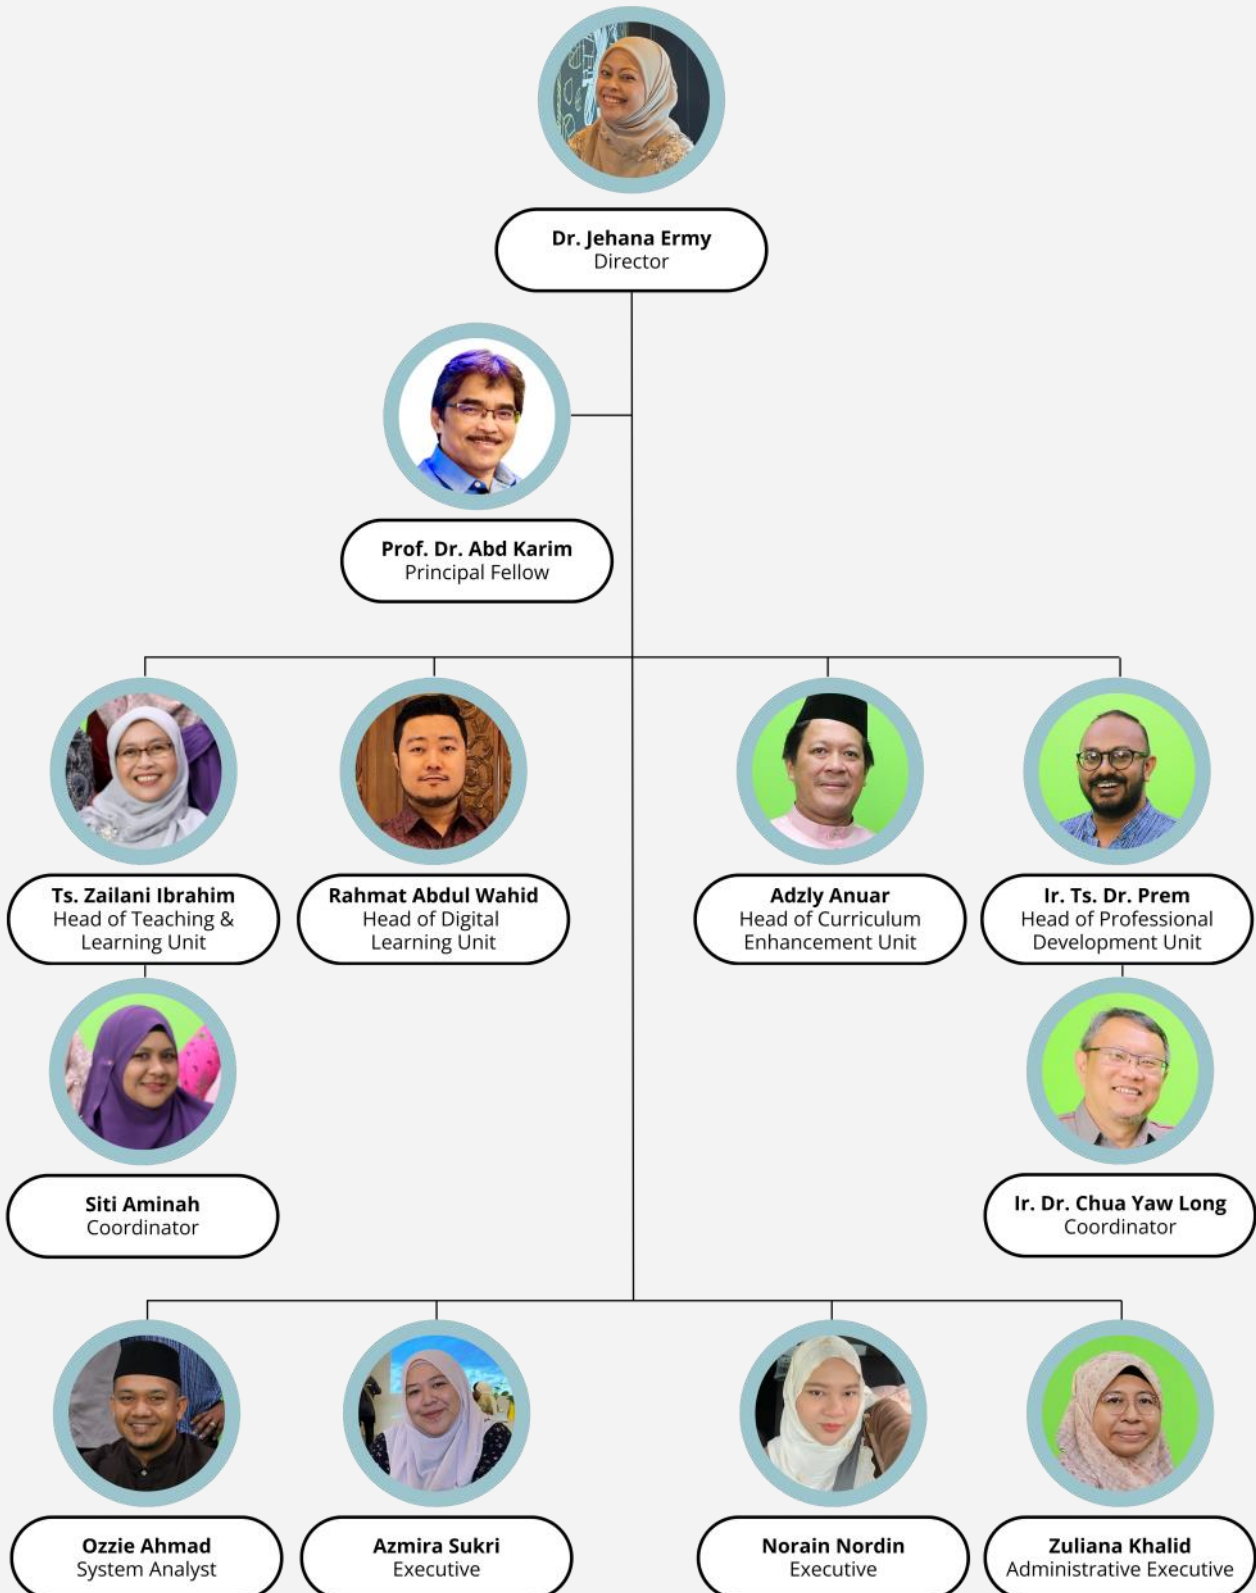 Dr. Jehana Ermy
Director
Prof. Dr. Abd Karim
Principal Fellow
Ts. Zailani Ibrahim
Head of Teaching &
Learning Unit
Rahmat Abdul Wahid
Head of Digital
Learning Unit
Adzly Anuar
Head of Curriculum
Enhancement Unit
Ir. Ts. Dr. Prem
Head of Professional
Development Unit
Siti Aminah
Coordinator
Ir. Dr. Chua Yaw Long
Coordinator
Ozzie Ahmad
System Analyst
Azmira Sukri
Executive
Norain Nordin
Executive
Zuliana Khalid
Administrative Executive